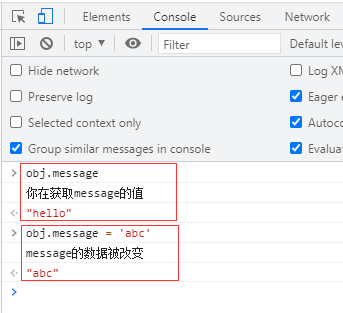 Elements Console Sources Network
top Filter Default leve
Hide network Log XM
Preserve log Eager e
Selected context only Autoco
Group similar messages in console Evaluat
> obj.message
你在获取message的值
"hello"
> obj.message = 'abc'
message的数据被改变
"abc"
>